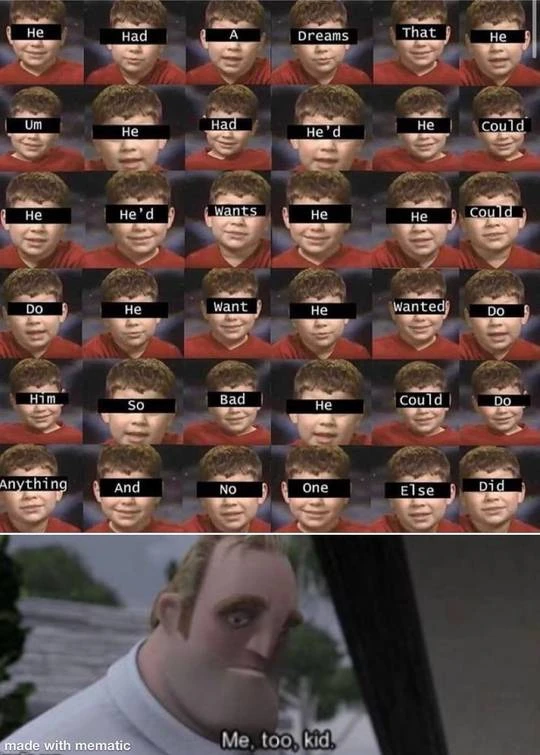 He Had A Dreams That He
Um He Had He'd He Could
He He'd Wants He He Could
Do He Want He Wanted Do
Him So Bad He Could Do
Anything And No One Else Did
Me, too, kid.
made with mematic